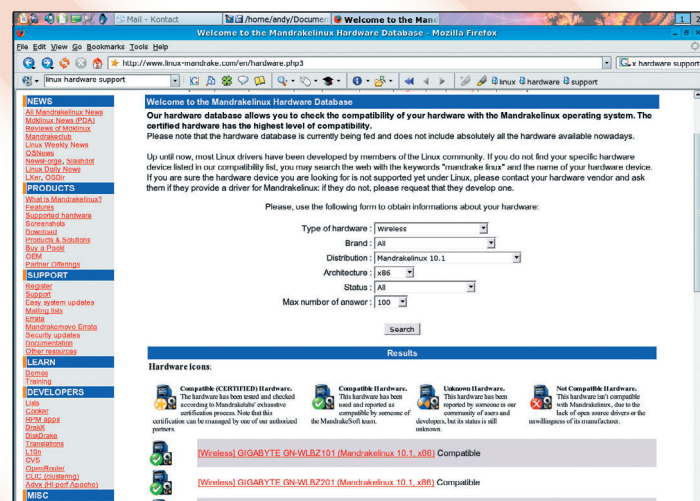 Mail - Kontact
/home/andy/Documen
Welcome to the Man
1
2
Welcome to the Mandrakelinux Hardware Database - Mozilla Firefox
File Edit View Go Bookmarks Tools Help
http://www.linux-mandrake.com/en/hardware.php3
x hardware support
linux hardware support
linux hardware support
NEWS
All Mandrakelinux News
Mdklinux News (PDA)
Reviews of Mdklinux
Mandrakeclub
Linux Weekly News
OSNews
NewsForge, Slashdot
Linux Daily News
LXer, OSDir
PRODUCTS
What is Mandrakelinux?
Features
Supported hardware
Screenshots
Download
Products & Solutions
Buy a Pack!
OEM
Partner Offerings
SUPPORT
Register
Support
Easy system updates
Mailing lists
Errata
Mandrakemove Errata
Security updates
Documentation
Other resources
LEARN
Demos
Training
DEVELOPERS
Lists
Cooker
RPM apps
DrakX
DiskDrake
Translations
L10n
CVS
OpenRouter
CLIC (clustering)
Advx (Hi-perf Apache)
MISC
Welcome to the Mandrakelinux Hardware Database
Our hardware database allows you to check the compatibility of your hardware with the Mandrakelinux operating system. The
certified hardware has the highest level of compatibility.
Please note that the hardware database is currently being fed and does not include absolutely all the hardware available nowadays.
Up until now, most Linux drivers have been developed by members of the Linux community. If you do not find your specific hardware
device listed in our compatibility list, you may search the web with the keywords "mandrake linux" and the name of your hardware device.
If you are sure the hardware device you are looking for is not supported yet under Linux, please contact your hardware vendor and ask
them if they provide a driver for Mandrakelinux: if they do not, please request that they develop one.
Please, use the following form to obtain informations about your hardware:
Type of hardware : Wireless
Brand : All
Distribution : Mandrakelinux 10.1
Architecture : x86
Status : All
Max number of answer : 100
Search
Results
Hardware icons:
Compatible (CERTIFIED) Hardware.
The hardware has been tested and checked
according to Mandrakelabs' exhaustive
certification process. Note that this
certification can be managed by one of our authorized
partners.
Compatible Hardware.
This hardware has been
used and reported as
compatible by someone of
the MandrakeSoft team.
Unknown Hardware.
This hardware has been
reported by someone in our
community of users and
developers, but its status is still
unknown.
Not Compatible Hardware.
This hardware isn't compatible
with Mandrakelinux, due to the
lack of open source drivers or the
unwillingness of its manufacturer.
[Wireless] GIGABYTE GN-WLBZ101 (Mandrakelinux 10.1, x86) Compatible
[Wireless] GIGABYTE GN-WLBZ201 (Mandrakelinux 10.1, x86) Compatible